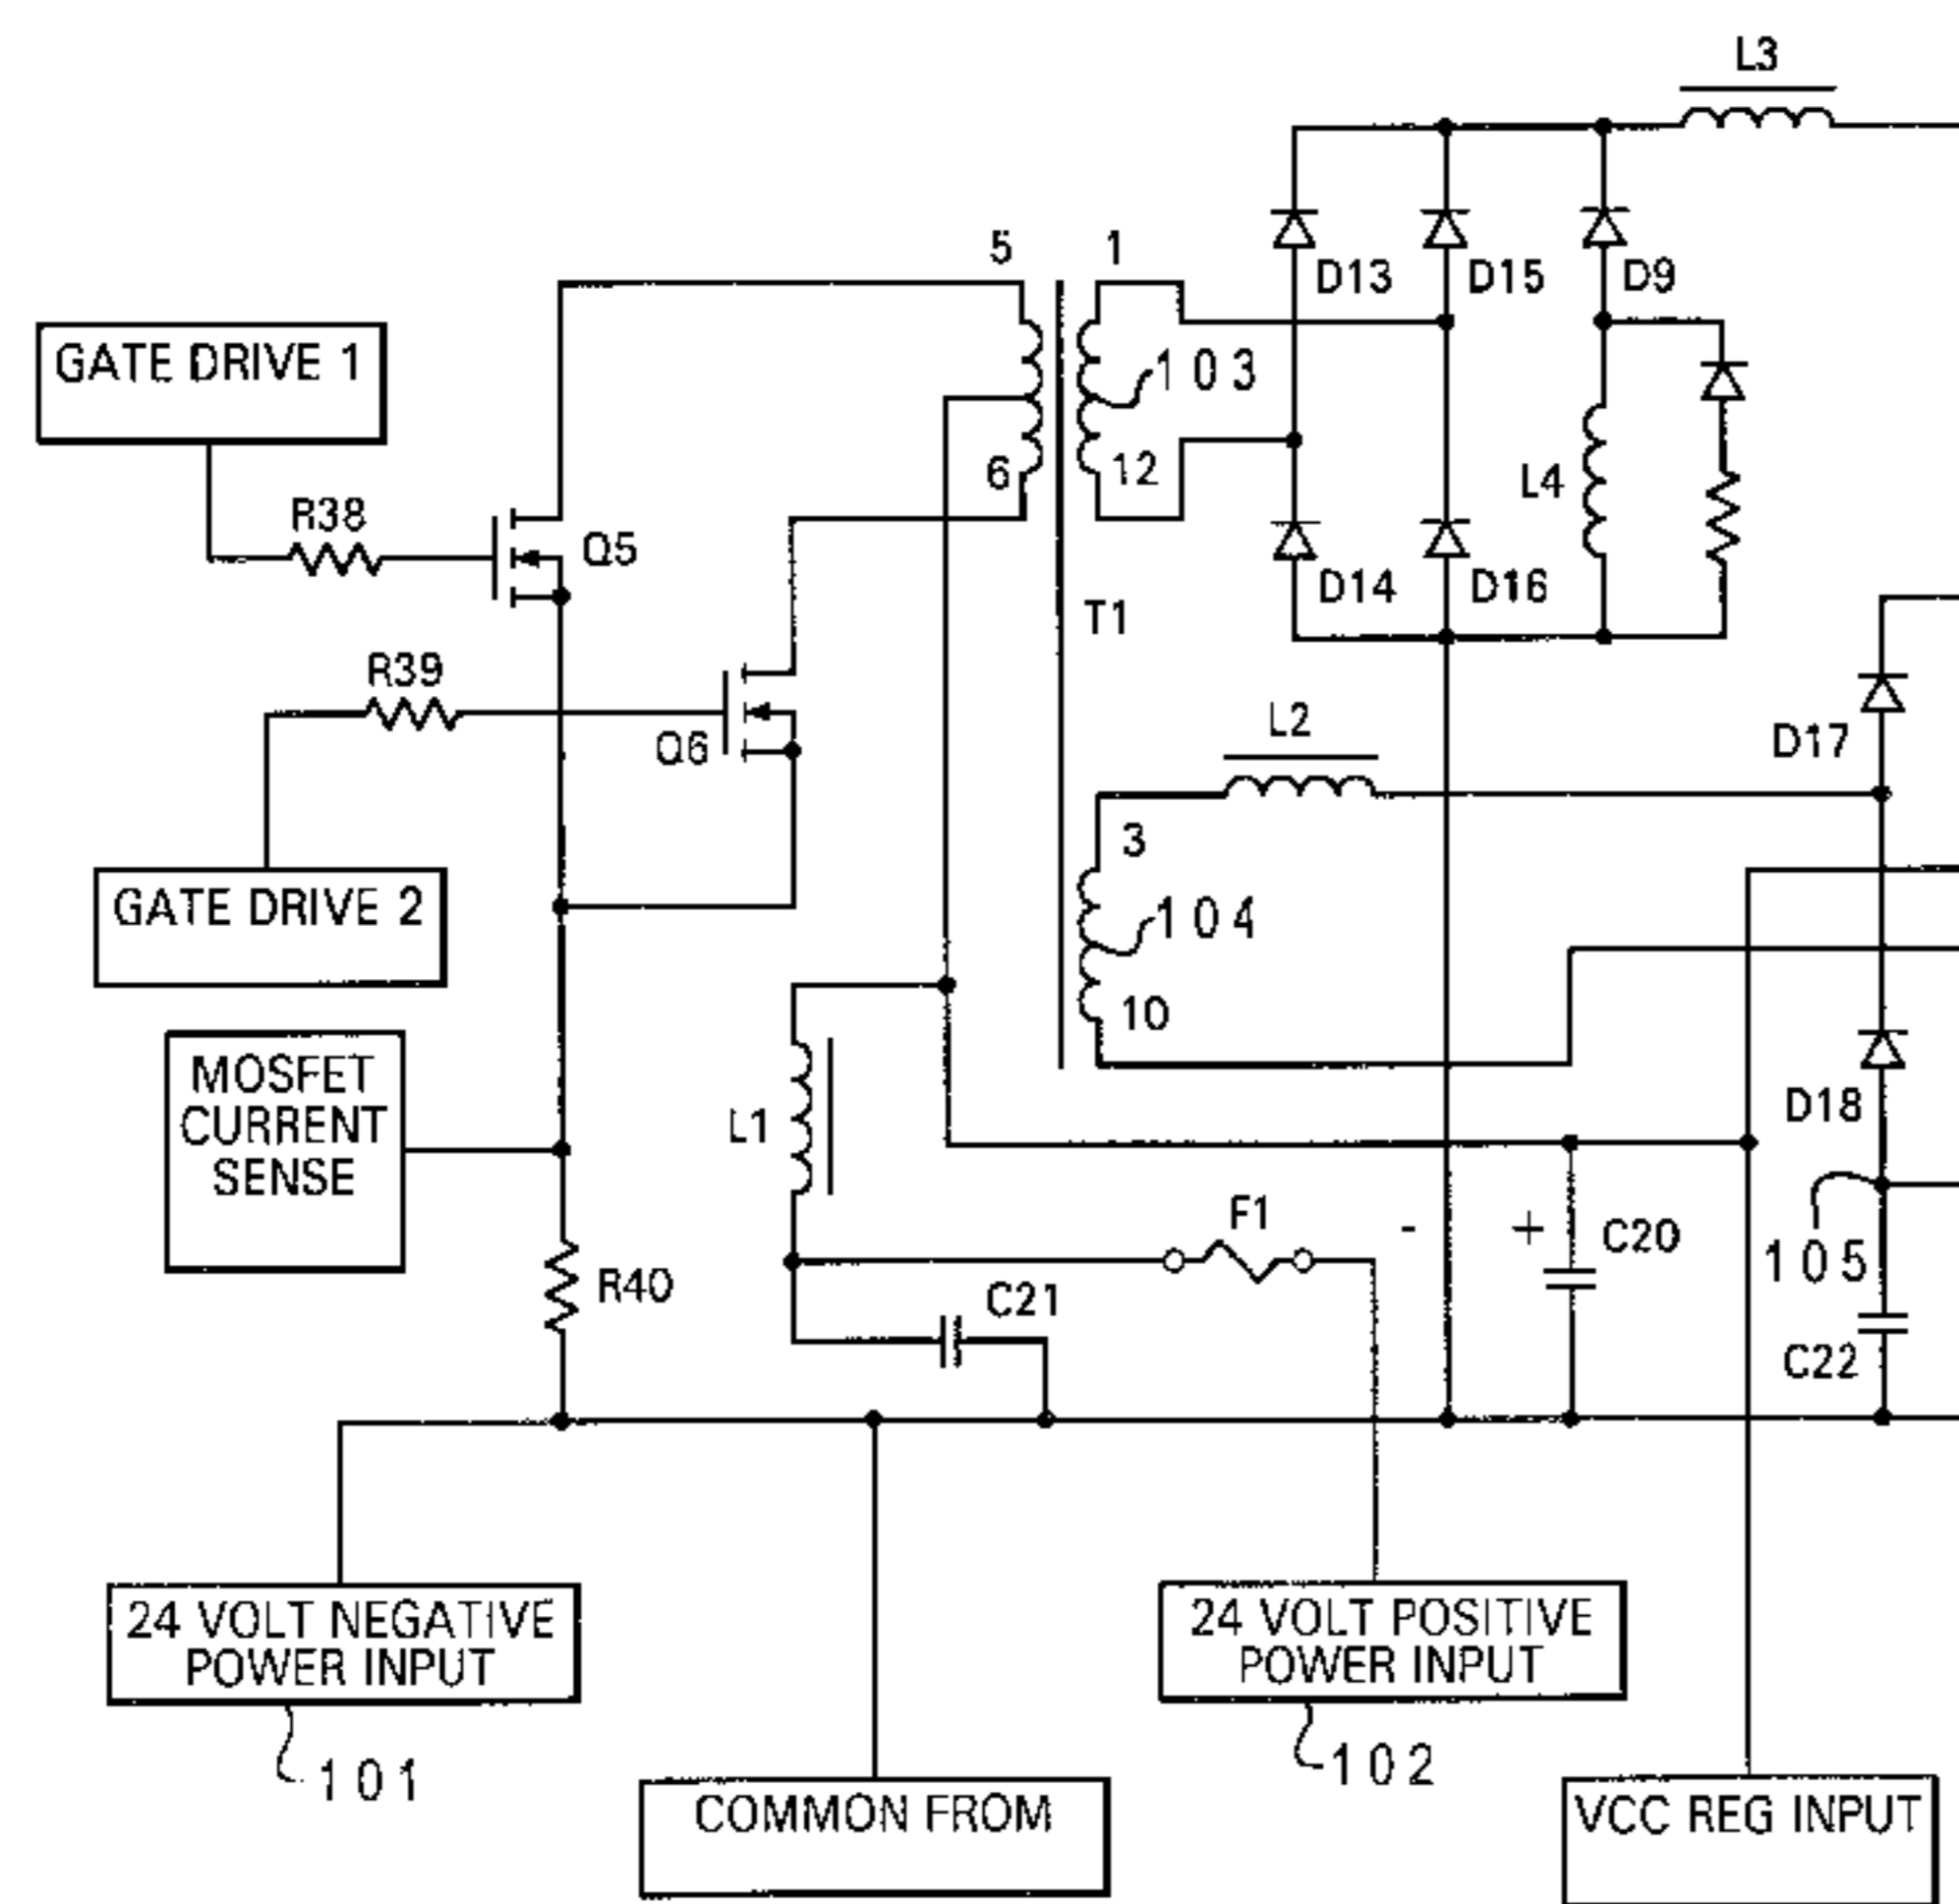 L3
5
1
D13
D15
D9
GATE DRIVE 1
103
6
12
L4
R38
Q5
D14
D16
T1
R39
Q6
L2
D17
3
GATE DRIVE 2
104
10
MOSFET
CURRENT
SENSE
L1
D18
F1
-
+
C20
105
R40
C21
C22
24 VOLT NEGATIVE
POWER INPUT
24 VOLT POSITIVE
POWER INPUT
101
102
COMMON FROM
VCC REG INPUT